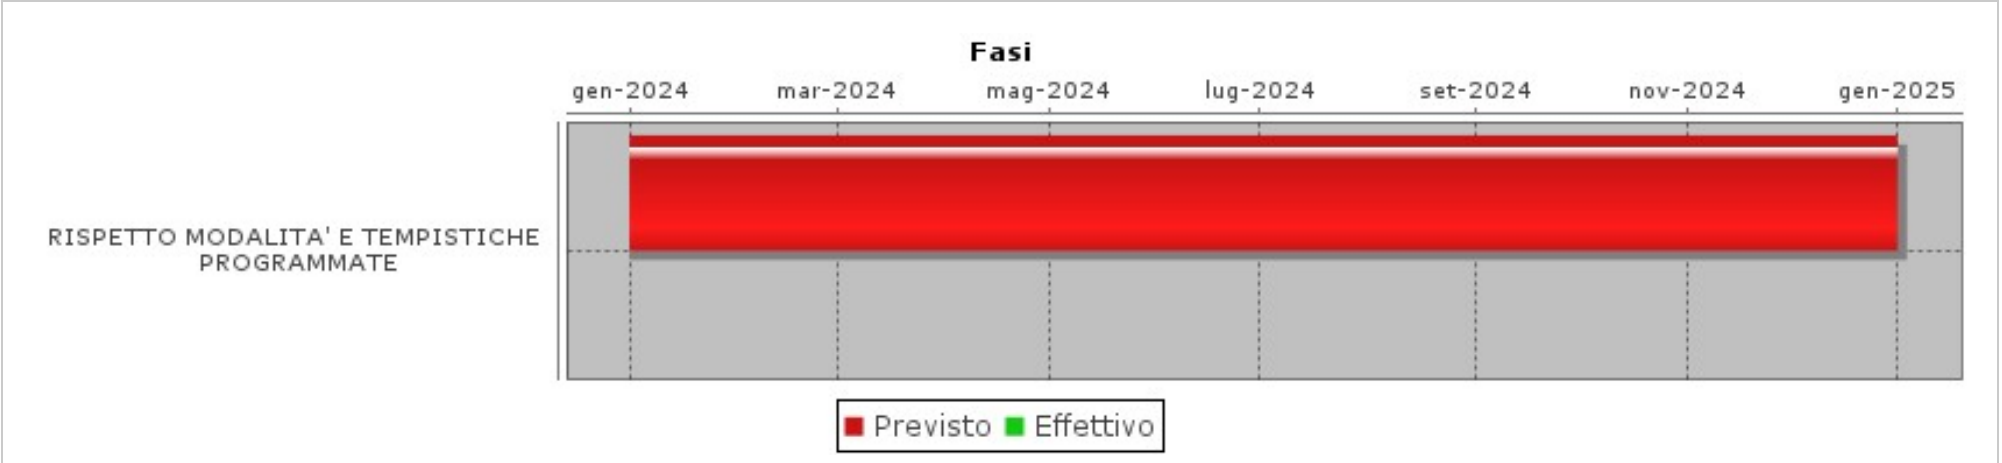 Fasi
gen-2024 mar-2024 mag-2024 lug-2024 set-2024 nov-2024 gen-2025
RISPETTO MODALITA' E TEMPISTICHE
PROGRAMMATE
Previsto Effettivo